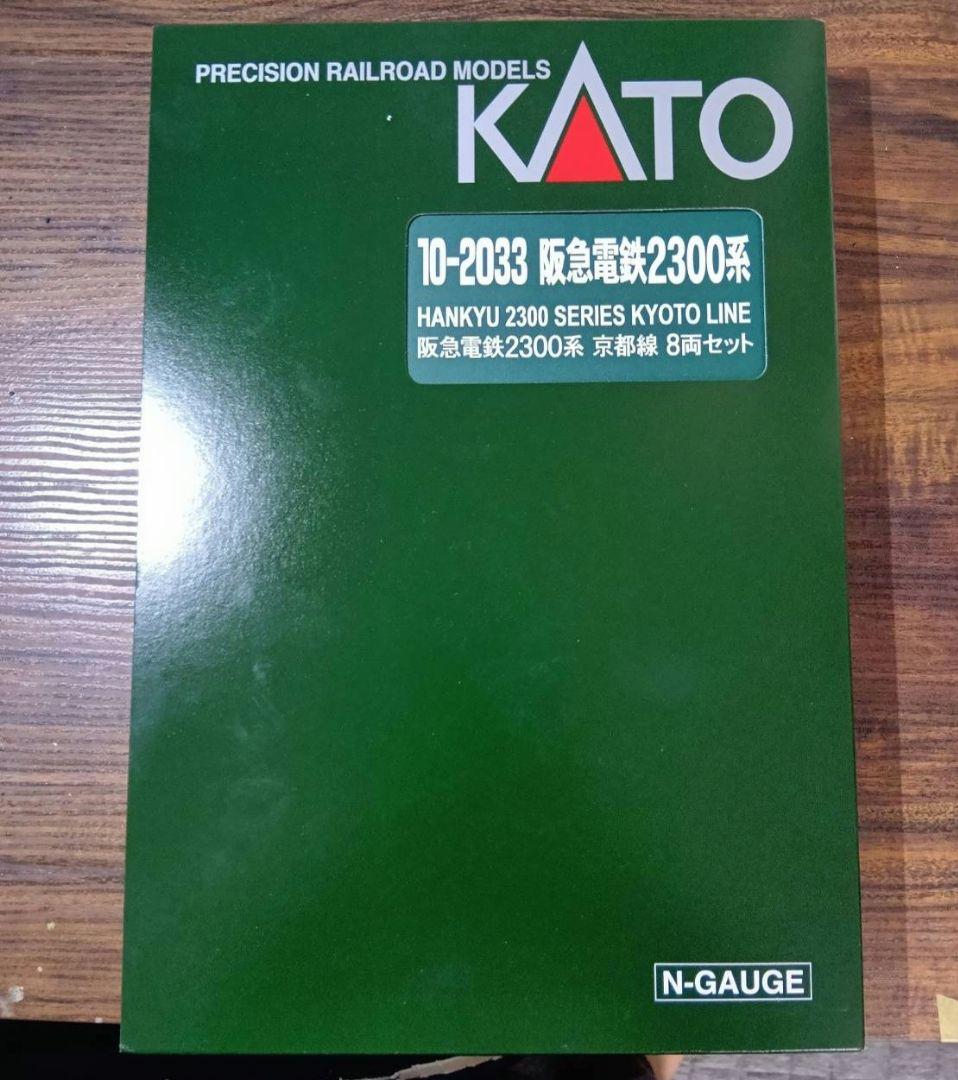 PRECISION RAILROAD MODELS
KATO
10-2033 阪急電鉄2300系
HANKYU 2300 SERIES KYOTO LINE
阪急電鉄2300系 京都線 8両セット
N-GAUGE